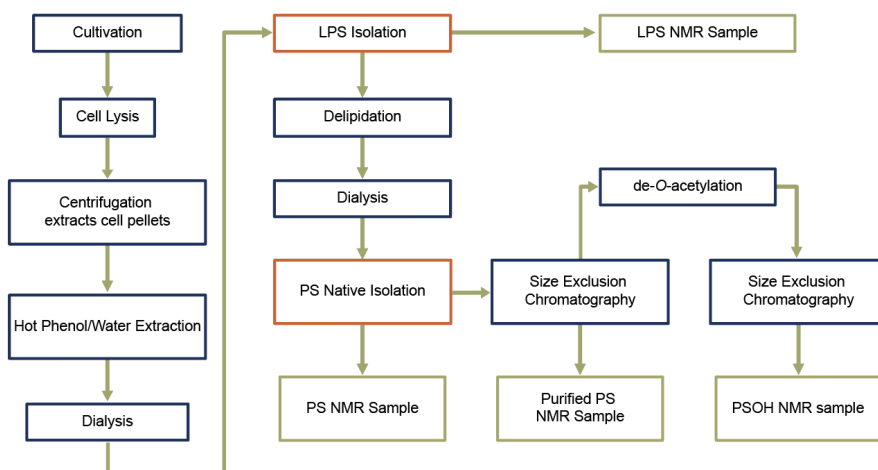 Cultivation
Cell Lysis
Centrifugation
extracts cell pellets
Hot Phenol/Water Extraction
Dialysis
LPS Isolation
LPS NMR Sample
Delipidation
Dialysis
PS Native Isolation
PS NMR Sample
Size Exclusion
Chromatography
Purified PS
NMR Sample
de-O-acetylation
Size Exclusion
Chromatography
PSOH NMR sample